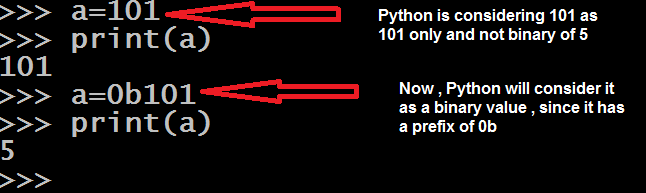 >>> a=101
Python is considering 101 as
101 only and not binary of 5
>>> print(a)
101
>>> a=0b101
Now , Python will consider it
as a binary value , since it has
a prefix of 0b
>>> print(a)
5
>>>